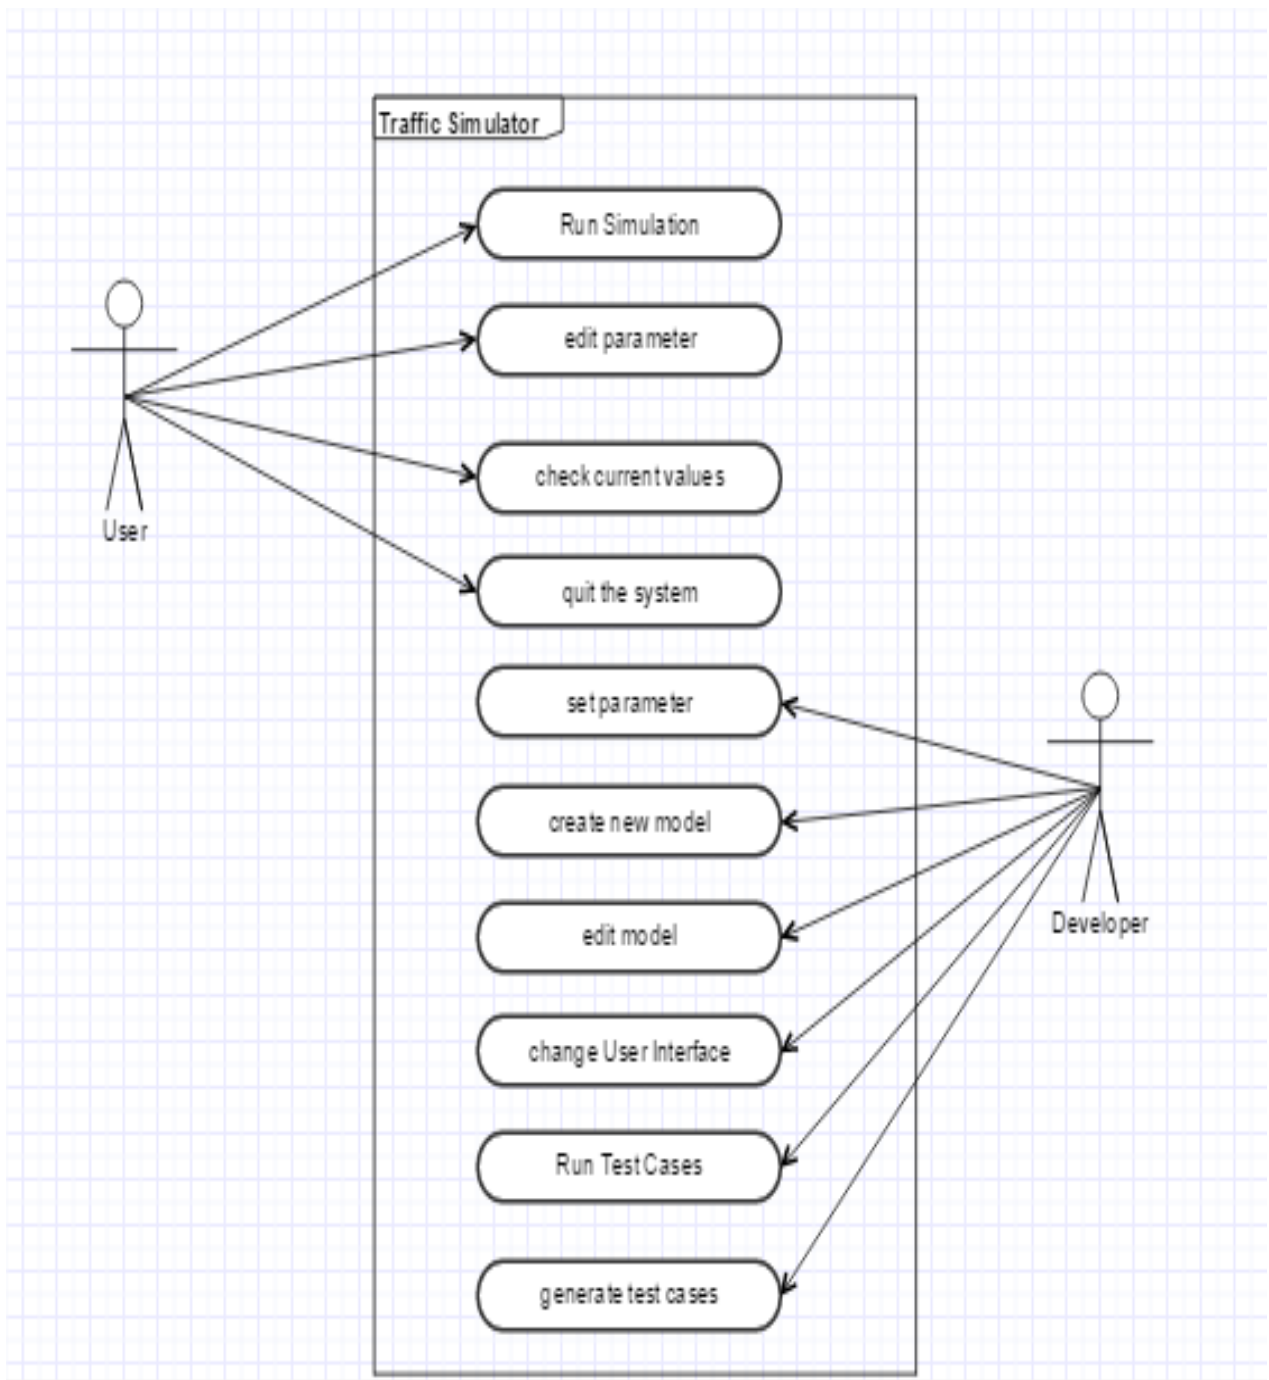 Traffic Simulator
Run Simulation
edit parameter
check current values
User
quit the system
set parameter
create new model
edit model
Developer
change User Interface
Run Test Cases
generate test cases